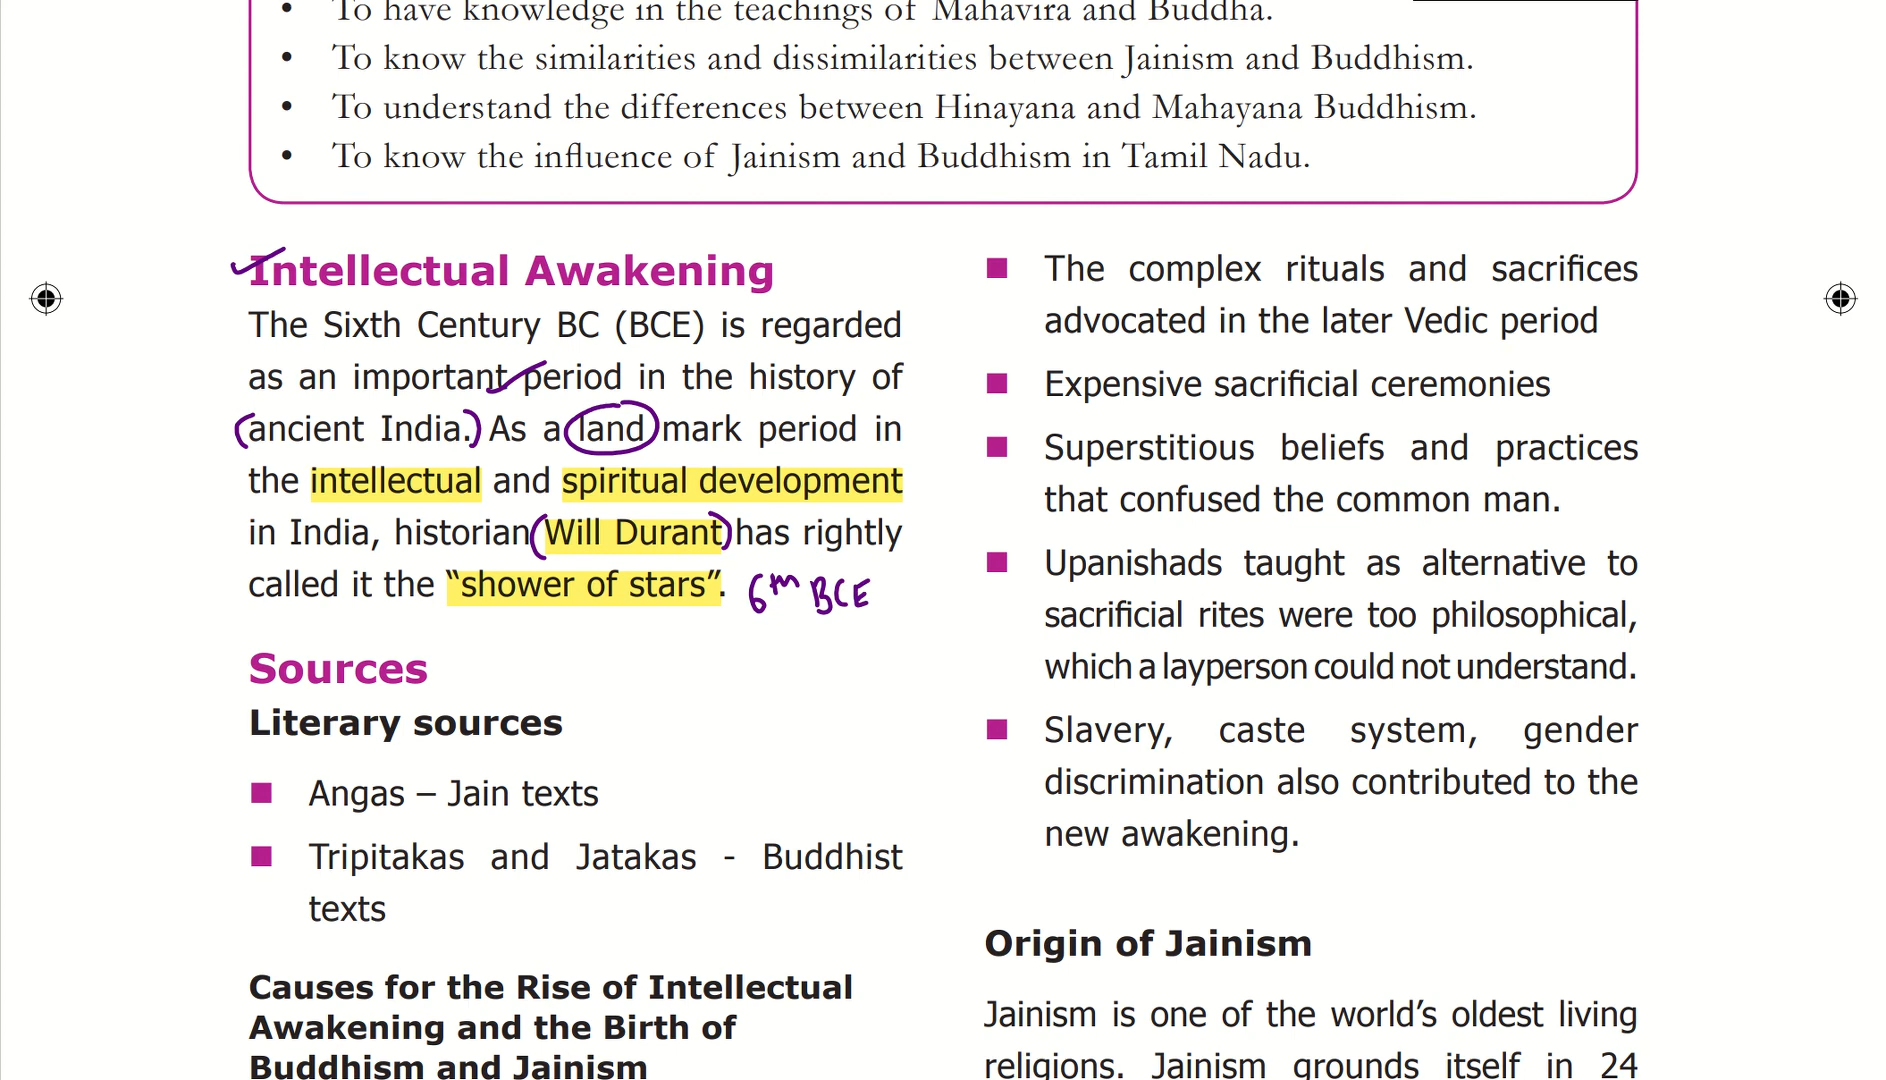 • To have knowledge in the teachings of Mahavira and Buddha.
• To know the similarities and dissimilarities between Jainism and Buddhism.
• To understand the differences between Hinayana and Mahayana Buddhism.
• To know the influence of Jainism and Buddhism in Tamil Nadu.
Intellectual Awakening
The Sixth Century BC (BCE) is regarded
as an important period in the history of
ancient India. As a land mark period in
the intellectual and spiritual development
in India, historian Will Durant has rightly
called it the “shower of stars”. 6th BCE
Sources
Literary sources
■ Angas – Jain texts
■ Tripitakas and Jatakas - Buddhist
texts
Causes for the Rise of Intellectual
Awakening and the Birth of
Buddhism and Jainism
■ The complex rituals and sacrifices
advocated in the later Vedic period
■ Expensive sacrificial ceremonies
■ Superstitious beliefs and practices
that confused the common man.
■ Upanishads taught as alternative to
sacrificial rites were too philosophical,
which a layperson could not understand.
■ Slavery, caste system, gender
discrimination also contributed to the
new awakening.
Origin of Jainism
Jainism is one of the world’s oldest living
religions. Jainism grounds itself in 24